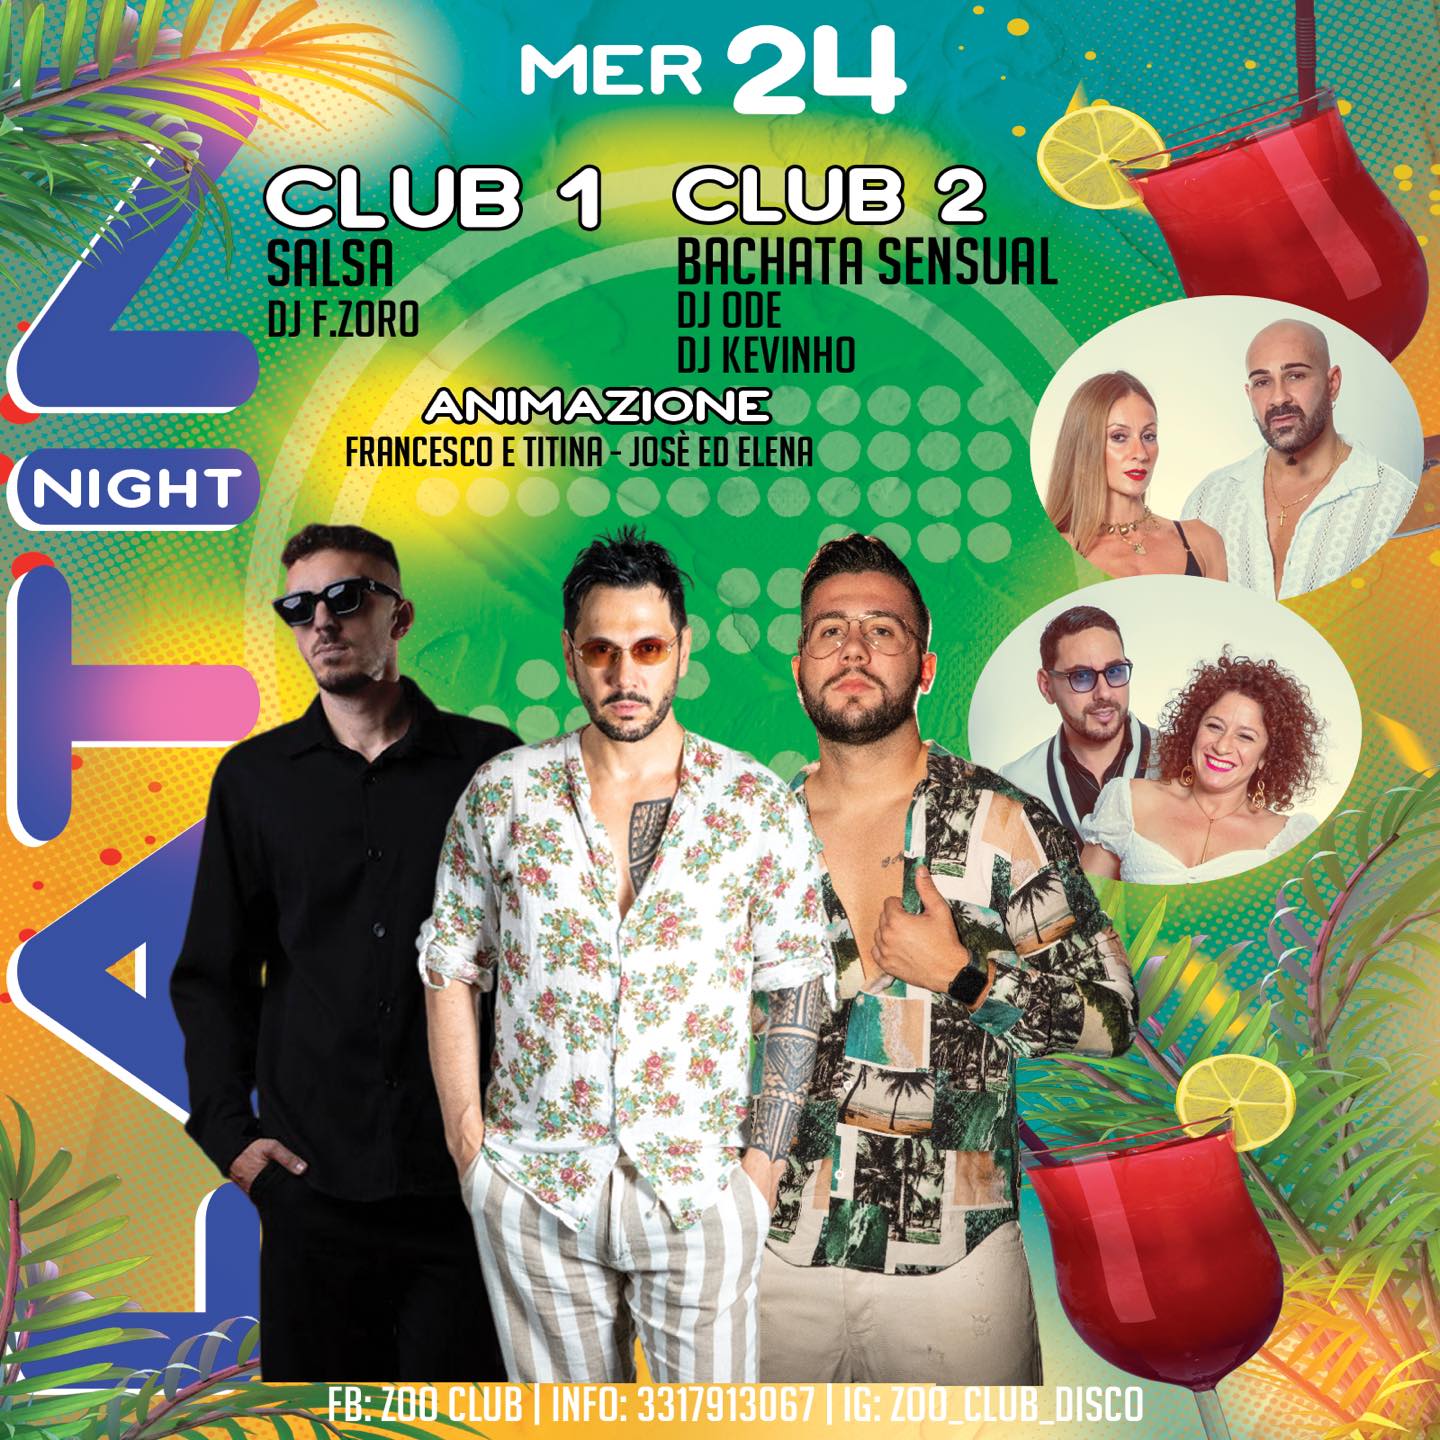 MER 24
CLUB 1
SALSA
DJ F.ZORO
CLUB 2
BACHATA SENSUAL
DJ ODE
DJ KEVINHO
ANIMAZIONE
FRANCESCO E TITINA - JOSÈ ED ELENA
LATIN
NIGHT
FB: ZOO CLUB | INFO: 3317913067 | IG: ZOO_CLUB_DISCO